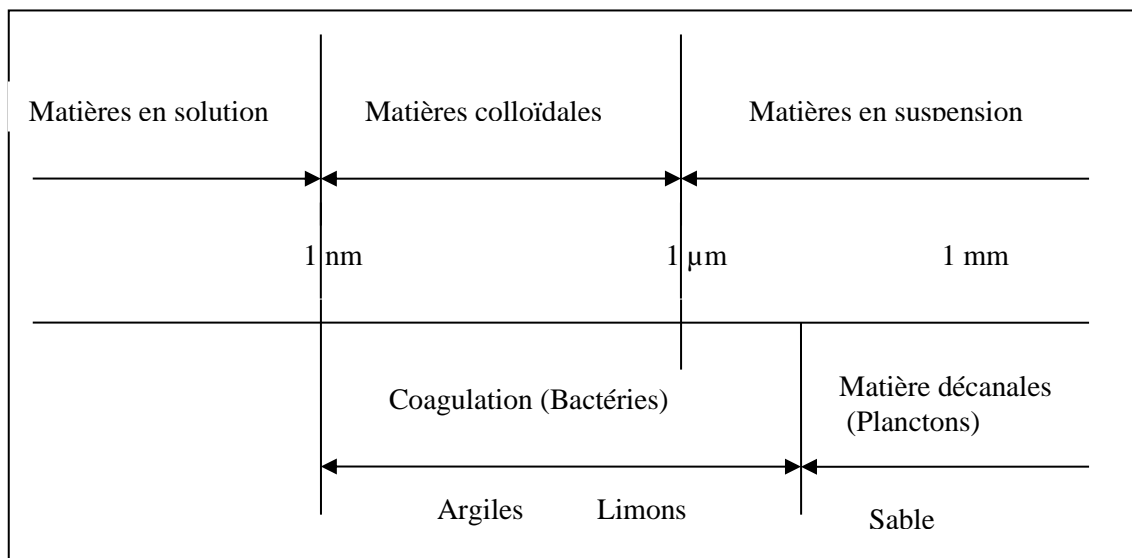 Matières en solution
Matières colloïdales
Matières en suspension
1 nm
1 µm
1 mm
Coagulation (Bactéries)
Matière décanales
(Planctons)
Argiles
Limons
Sable